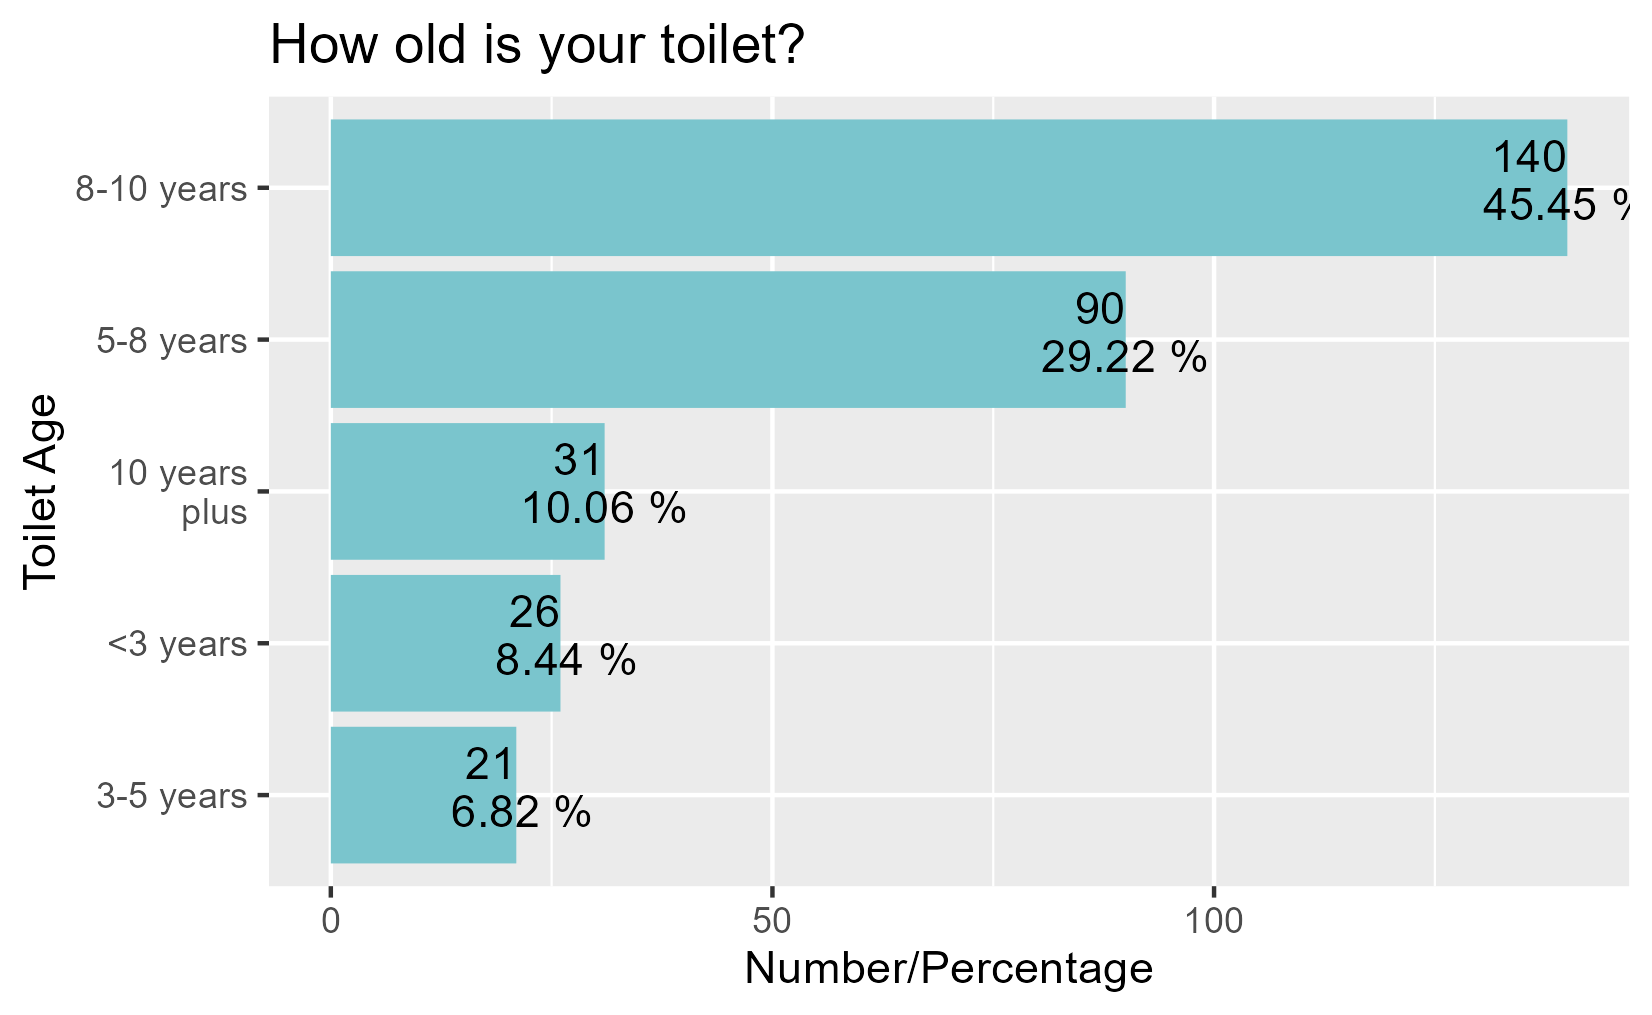 How old is your toilet?
8-10 years
140
45.45 %
5-8 years
90
29.22 %
10 years
plus
31
10.06 %
<3 years
26
8.44 %
3-5 years
21
6.82 %
Toilet Age
0
50
100
Number/Percentage